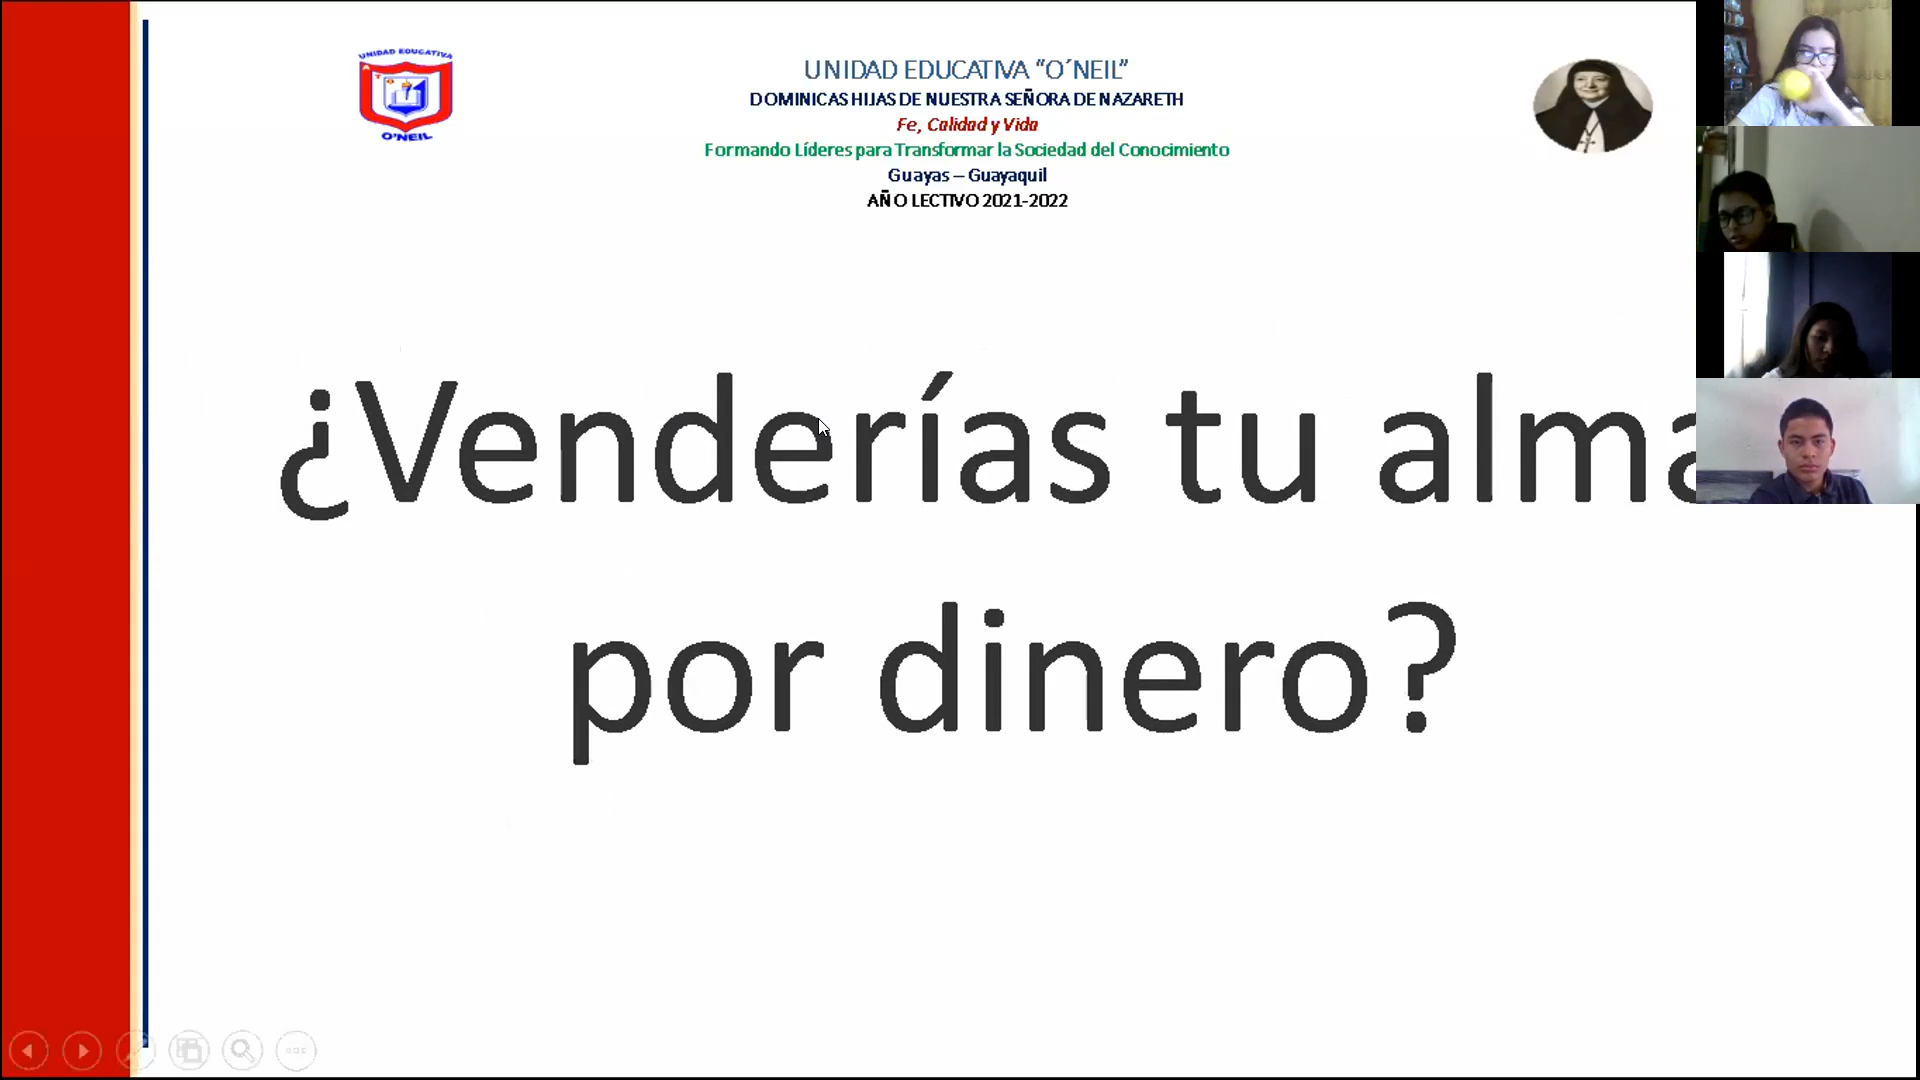 UNIDAD EDUCATIVA
O'NEIL
UNIDAD EDUCATIVA “O´NEIL”
DOMINICAS HIJAS DE NUESTRA SEÑORA DE NAZARETH
Fe, Calidad y Vida
Formando Líderes para Transformar la Sociedad del Conocimiento
Guayas – Guayaquil
AÑO LECTIVO 2021-2022
¿Venderías tu alma
por dinero?